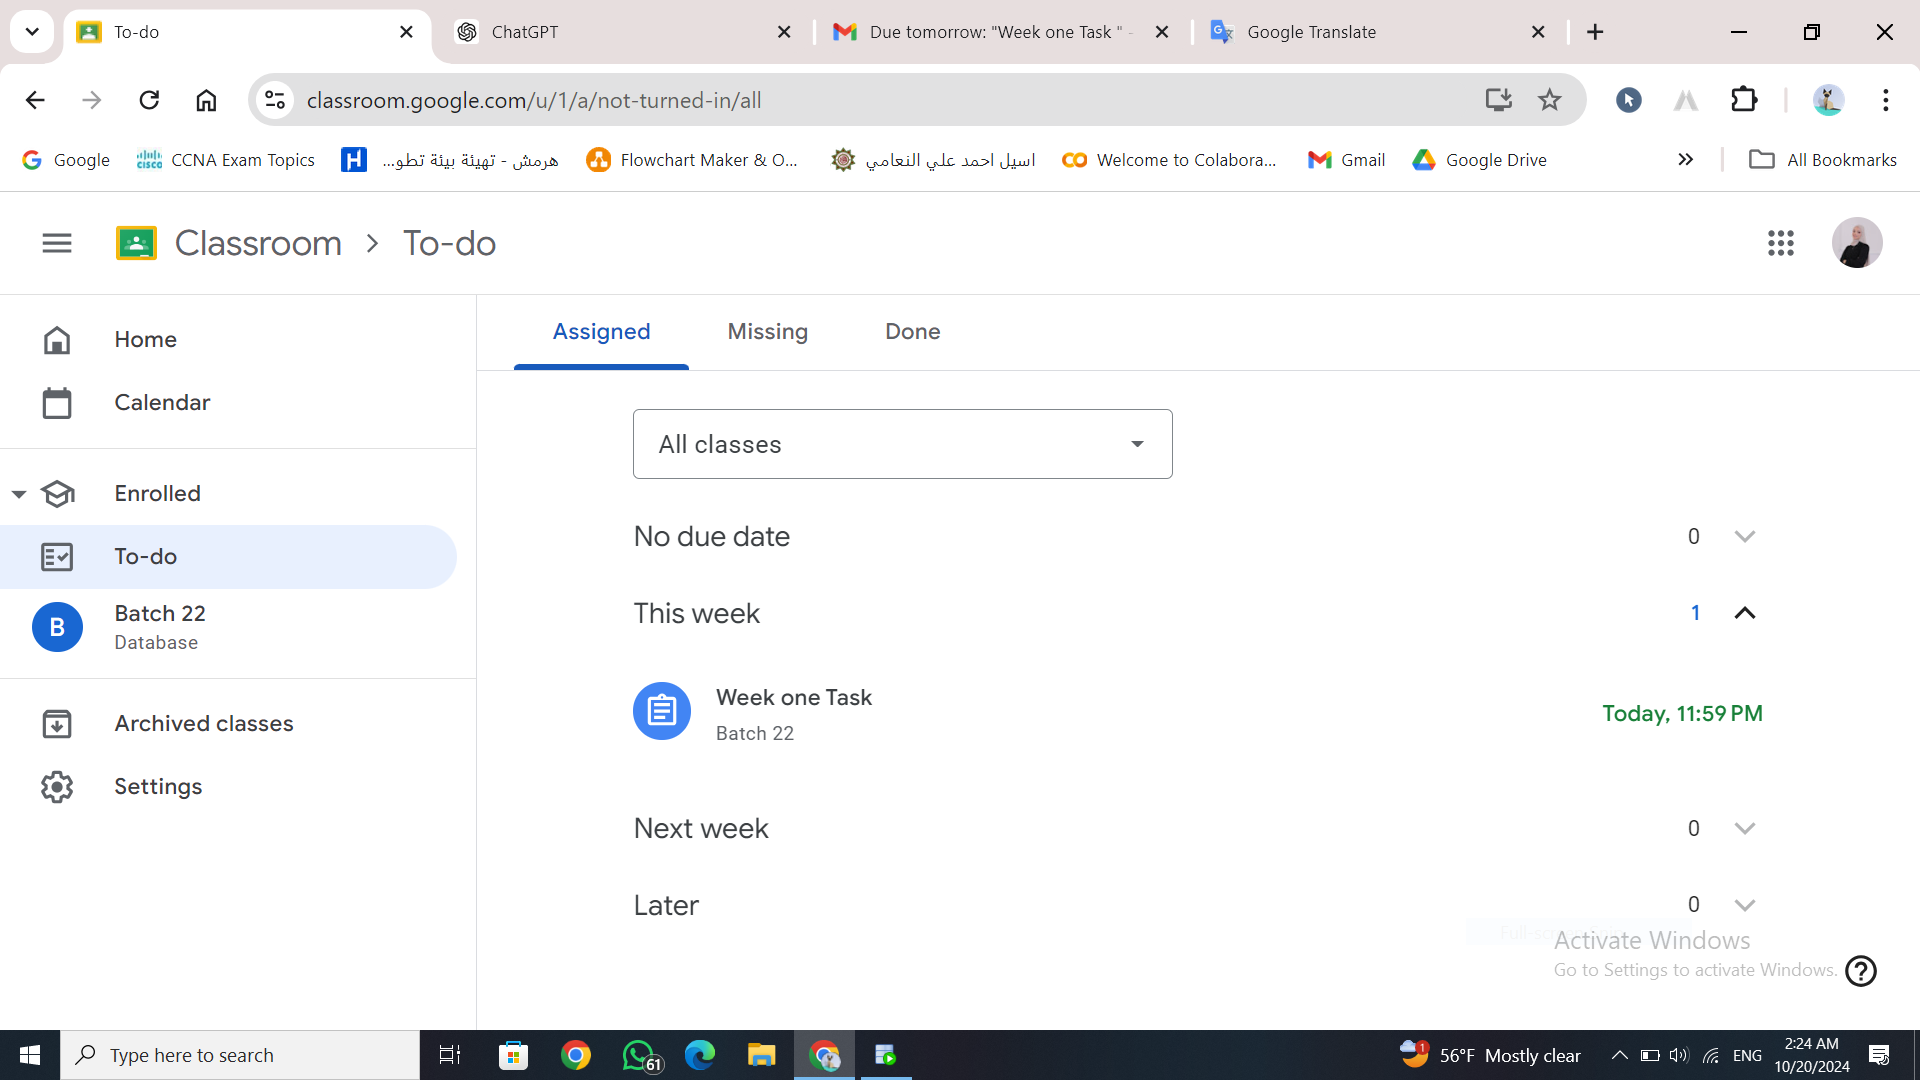 To-do
ChatGPT
Due tomorrow: "Week one Task " -
Google Translate
classroom.google.com/u/1/a/not-turned-in/all
Google
CCNA Exam Topics
هرمش - تهيئة بيئة تطو...
Flowchart Maker & O...
اسيل احمد علي النعامي
Welcome to Colabora...
Gmail
Google Drive
All Bookmarks
Classroom > To-do
Home
Calendar
Enrolled
To-do
B
Batch 22
Database
Archived classes
Settings
Assigned
Missing
Done
All classes
No due date
0
This week
1
Week one Task
Batch 22
Today, 11:59 PM
Next week
0
Later
0
Activate Windows
Go to Settings to activate Windows.
Type here to search
61
1
56°F Mostly clear
ENG
2:24 AM
10/20/2024